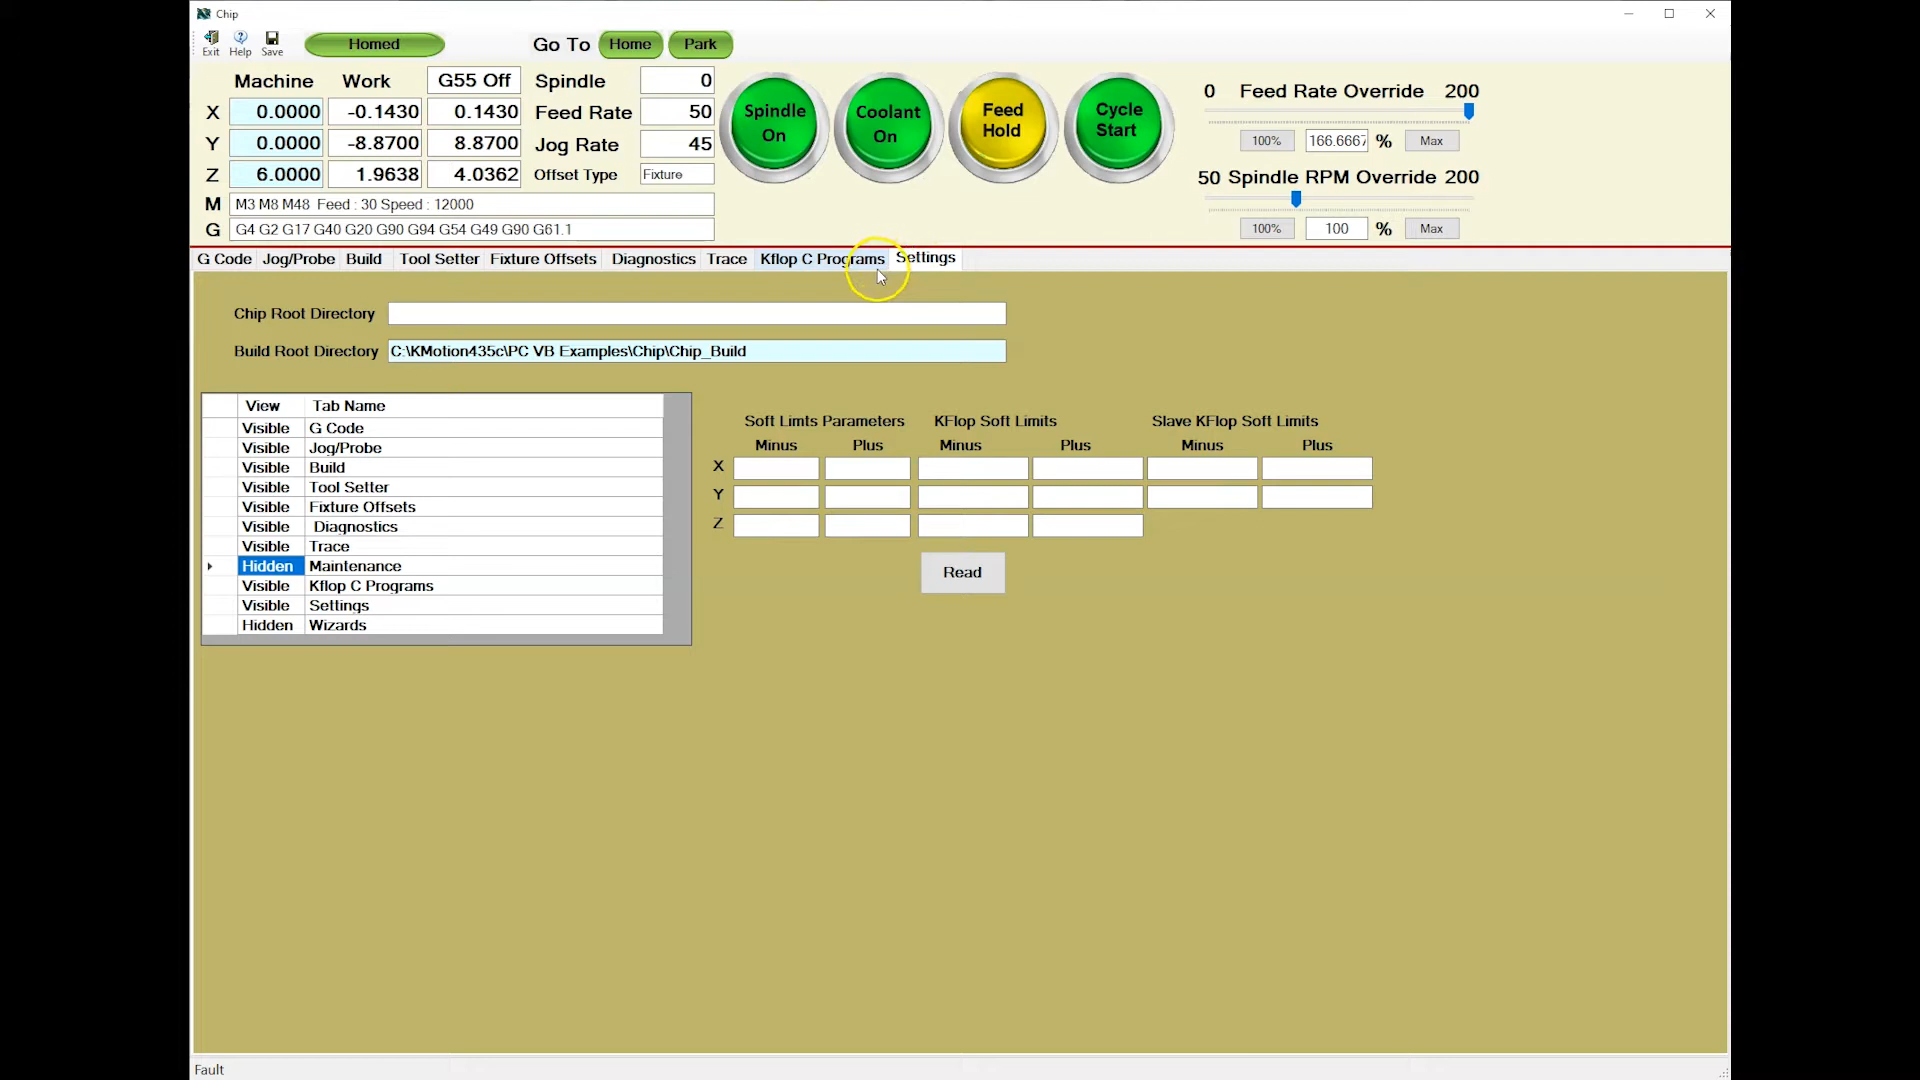 Chip
Exit Help Save
Homed
Go To Home Park
Machine Work G55 Off Spindle 0
X 0.0000 -0.1430 0.1430 Feed Rate 50
Y 0.0000 -8.8700 8.8700 Jog Rate 45
Z 6.0000 1.9638 4.0362 Offset Type Fixture
M M3 M8 M48 Feed : 30 Speed : 12000
G G4 G2 G17 G40 G20 G90 G94 G54 G49 G90 G61.1
Spindle On
Coolant On
Feed Hold
Cycle Start
0 Feed Rate Override 200
100% 166.6667 % Max
50 Spindle RPM Override 200
100% 100 % Max
G Code Jog/Probe Build Tool Setter Fixture Offsets Diagnostics Trace Kflop C Programs Settings
Chip Root Directory
Build Root Directory C:\KMotion435c\PC VB Examples\Chip\Chip_Build
View Tab Name
Visible G Code
Visible Jog/Probe
Visible Build
Visible Tool Setter
Visible Fixture Offsets
Visible Diagnostics
Visible Trace
Hidden Maintenance
Visible Kflop C Programs
Visible Settings
Hidden Wizards
Soft Limts Parameters KFlop Soft Limits Slave KFlop Soft Limits
Minus Plus Minus Plus Minus Plus
X
Y
Z
Read
Fault